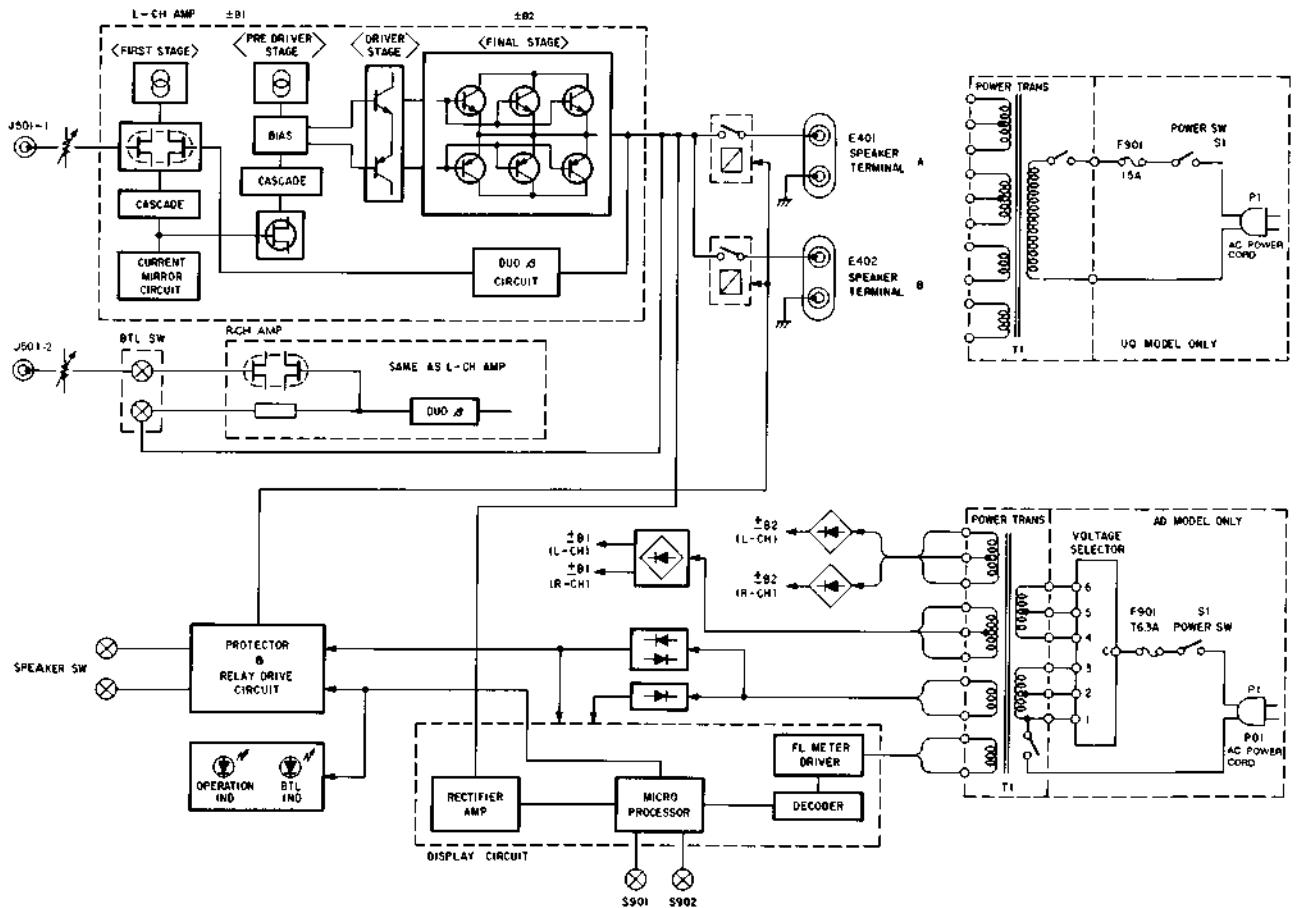 L-CH AMP ±B1 ±B2
<FIRST STAGE>
<PRE DRIVER STAGE>
<DRIVER STAGE>
<FINAL STAGE>
J501-1
BIAS
CASCADE
CASCADE
CURRENT MIRROR CIRCUIT
DUO β CIRCUIT
E401
SPEAKER TERMINAL A
E402
SPEAKER TERMINAL B
POWER TRANS
F901
15A
POWER SW
S1
P1
AC POWER CORD
T1
UQ MODEL ONLY
J501-2
BTL SW
R-CH AMP
SAME AS L-CH AMP
DUO β
±B1
(L-CH)
±B1
(R-CH)
±B2
(L-CH)
±B2
(R-CH)
POWER TRANS
AD MODEL ONLY
VOLTAGE SELECTOR
6
5
4
C
3
2
1
F901
T6.3A
S1
POWER SW
P1
P01
AC POWER CORD
T1
SPEAKER SW
PROTECTOR
&
RELAY DRIVE
CIRCUIT
OPERATION IND
BTL IND
FL METER DRIVER
RECTIFIER AMP
MICRO PROCESSOR
DECODER
DISPLAY CIRCUIT
S901
S902